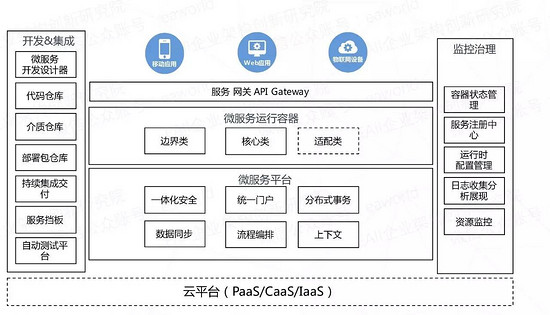 开发&集成
微服务
开发设计器
代码仓库
介质仓库
部署包仓库
持续集成交
付
服务挡板
自动测试平
台
移动应用
Web应用
物联网设备
服务 网关 API Gateway
微服务运行容器
边界类
核心类
适配类
微服务平台
一体化安全
统一门户
分布式事务
数据同步
流程编排
上下文
监控治理
容器状态管
理
服务注册中
心
运行时
配置管理
日志收集分
析展现
资源监控
云平台（PaaS/CaaS/IaaS）